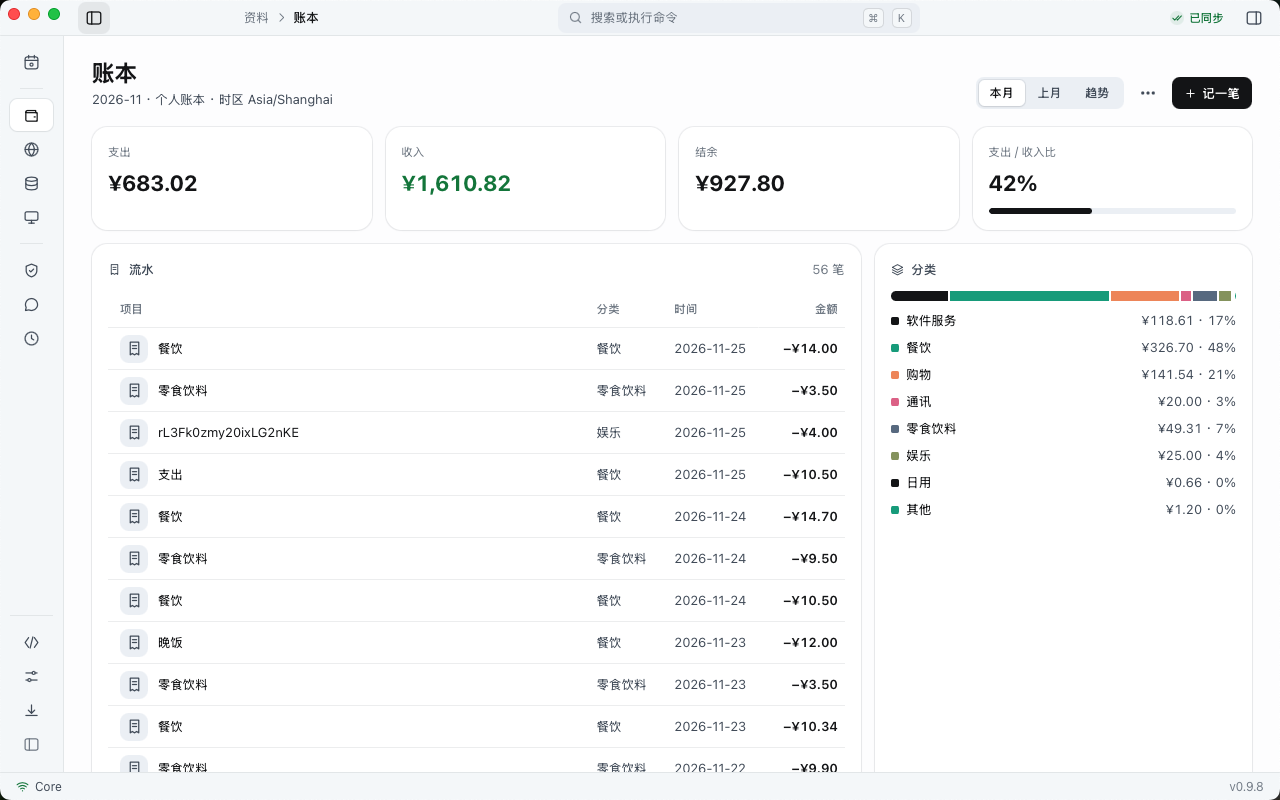 资料 > 账本
搜索或执行命令 ⌘ K
已同步
账本
2026-11 · 个人账本 · 时区 Asia/Shanghai
本月 上月 趋势
+ 记一笔
支出
¥683.02
收入
¥1,610.82
结余
¥927.80
支出 / 收入比
42%
流水 56 笔
项目 分类 时间 金额
餐饮 餐饮 2026-11-25 −¥14.00
零食饮料 零食饮料 2026-11-25 −¥3.50
rL3Fk0zmy20ixLG2nKE 娱乐 2026-11-25 −¥4.00
支出 餐饮 2026-11-25 −¥10.50
餐饮 餐饮 2026-11-24 −¥14.70
零食饮料 零食饮料 2026-11-24 −¥9.50
餐饮 餐饮 2026-11-24 −¥10.50
晚饭 餐饮 2026-11-23 −¥12.00
零食饮料 零食饮料 2026-11-23 −¥3.50
餐饮 餐饮 2026-11-23 −¥10.34
零食饮料 零食饮料 2026-11-22 −¥9.90
分类
软件服务 ¥118.61 · 17%
餐饮 ¥326.70 · 48%
购物 ¥141.54 · 21%
通讯 ¥20.00 · 3%
零食饮料 ¥49.31 · 7%
娱乐 ¥25.00 · 4%
日用 ¥0.66 · 0%
其他 ¥1.20 · 0%
Core
v0.9.8